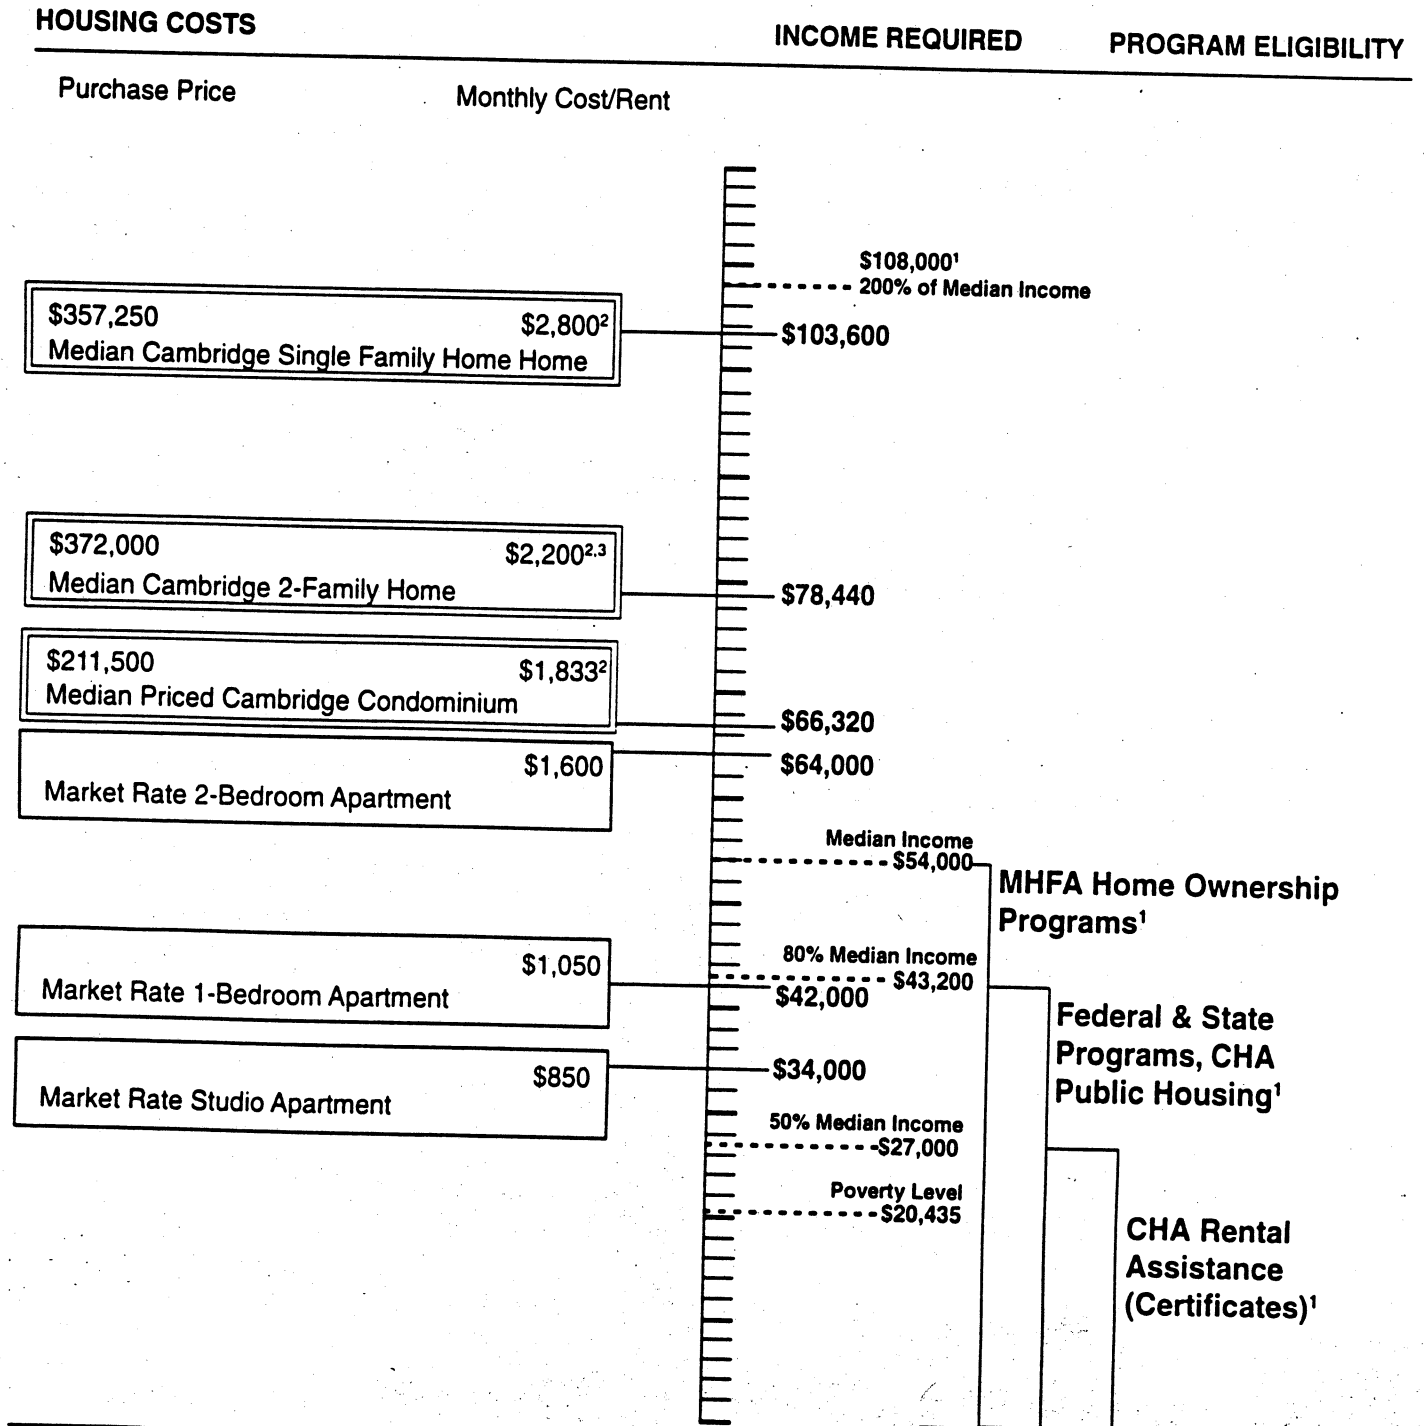 HOUSING COSTS
INCOME REQUIRED
PROGRAM ELIGIBILITY
Purchase Price
Monthly Cost/Rent
$108,000¹
200% of Median Income
$357,250
$2,800²
Median Cambridge Single Family Home Home
$103,600
$372,000
$2,200²·³
Median Cambridge 2-Family Home
$78,440
$211,500
$1,833²
Median Priced Cambridge Condominium
$66,320
$1,600
$64,000
Market Rate 2-Bedroom Apartment
Median Income
$54,000
MHFA Home Ownership
Programs¹
80% Median Income
$43,200
$1,050
$42,000
Market Rate 1-Bedroom Apartment
Federal & State
Programs, CHA
Public Housing¹
$850
$34,000
Market Rate Studio Apartment
50% Median Income
$27,000
Poverty Level
$20,435
CHA Rental
Assistance
(Certificates)¹